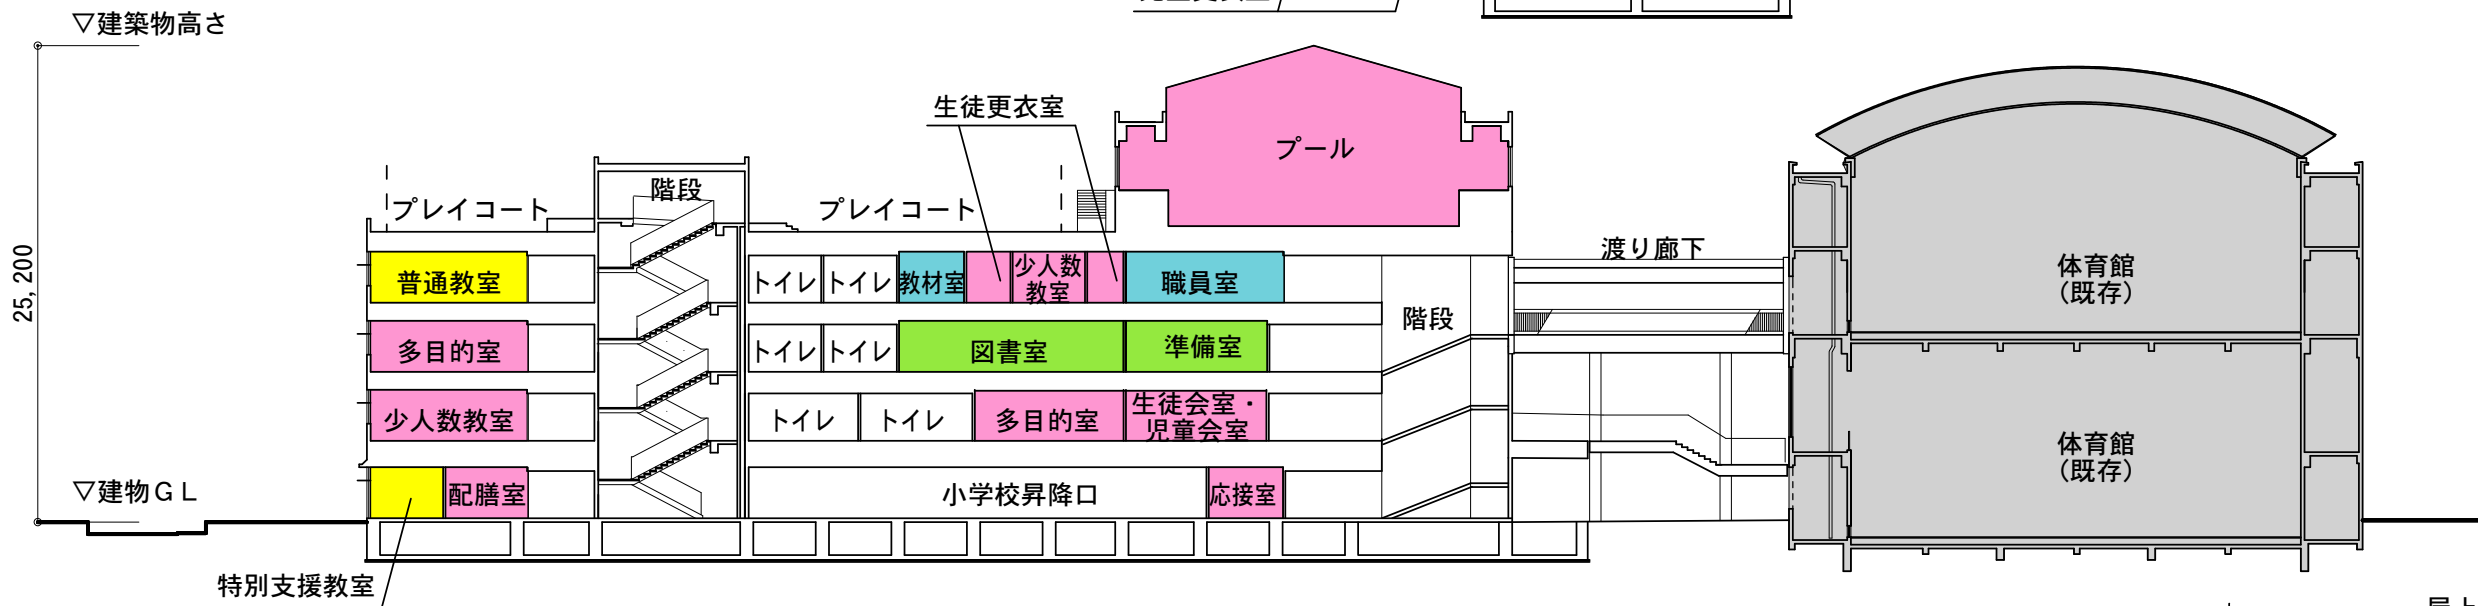 ▽建築物高さ
生徒更衣室
プール
階段
プレイコート
プレイコート
25,200
渡り廊下
普通教室
トイレ
トイレ
教材室
少人数
教室
職員室
体育館
(既存)
多目的室
トイレ
トイレ
図書室
準備室
階段
少人数教室
トイレ
トイレ
多目的室
生徒会室・
児童会室
体育館
(既存)
▽建物GL
配膳室
小学校昇降口
応接室
特別支援教室